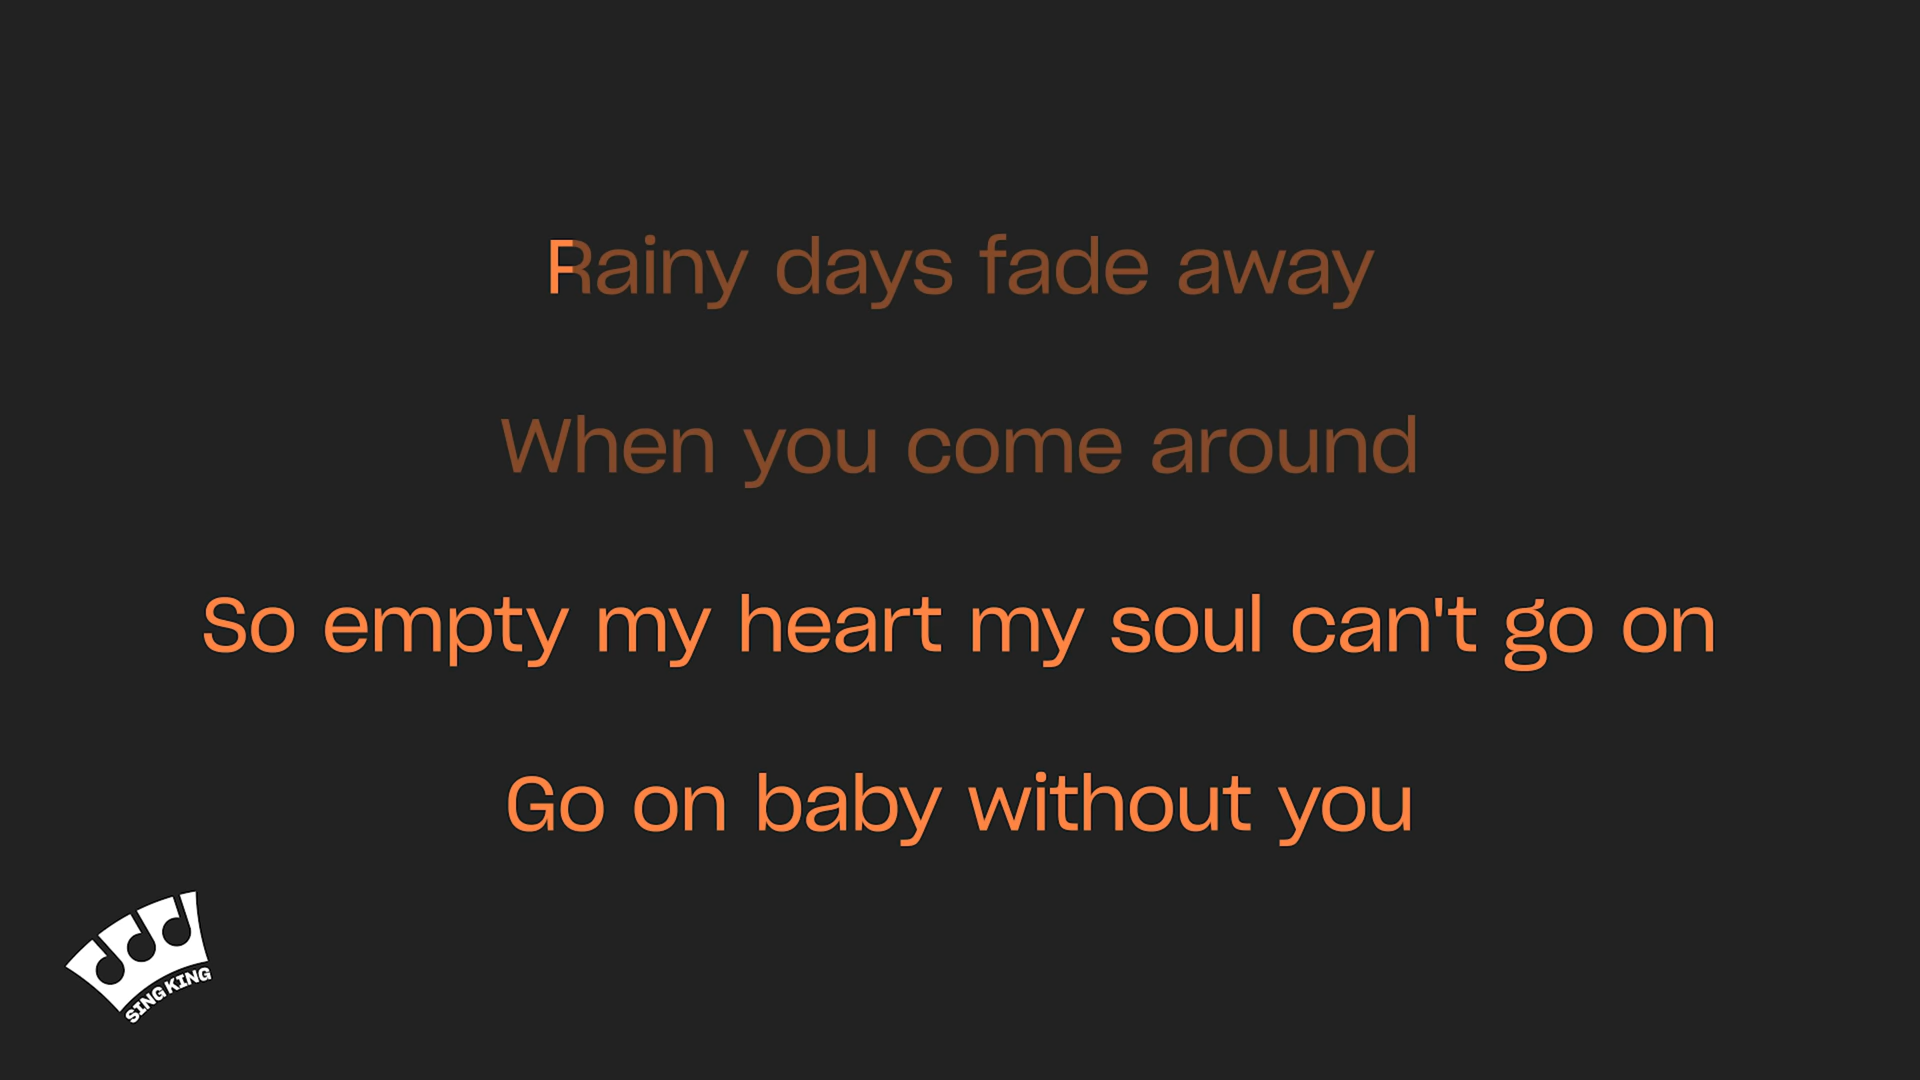 Rainy days fade away
When you come around
So empty my heart my soul can't go on
Go on baby without you
SING KING